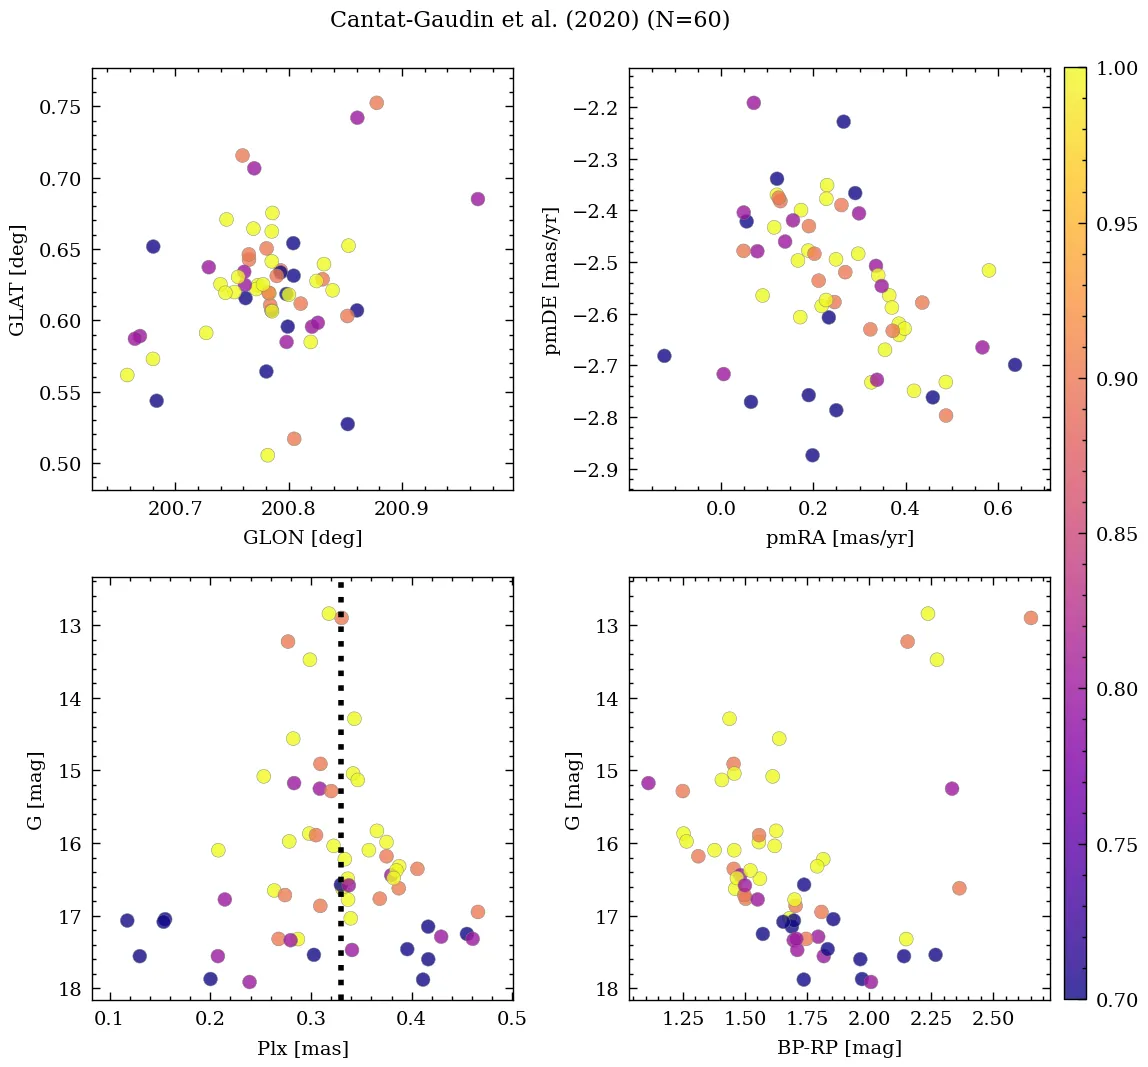 Cantat-Gaudin et al. (2020) (N=60)
GLAT [deg]
0.75
0.70
0.65
0.60
0.55
0.50
200.7 200.8 200.9
GLON [deg]
pmDE [mas/yr]
−2.2
−2.3
−2.4
−2.5
−2.6
−2.7
−2.8
−2.9
0.0 0.2 0.4 0.6
pmRA [mas/yr]
G [mag]
13
14
15
16
17
18
0.1 0.2 0.3 0.4 0.5
Plx [mas]
G [mag]
13
14
15
16
17
18
1.25 1.50 1.75 2.00 2.25 2.50
BP-RP [mag]
1.00
0.95
0.90
0.85
0.80
0.75
0.70